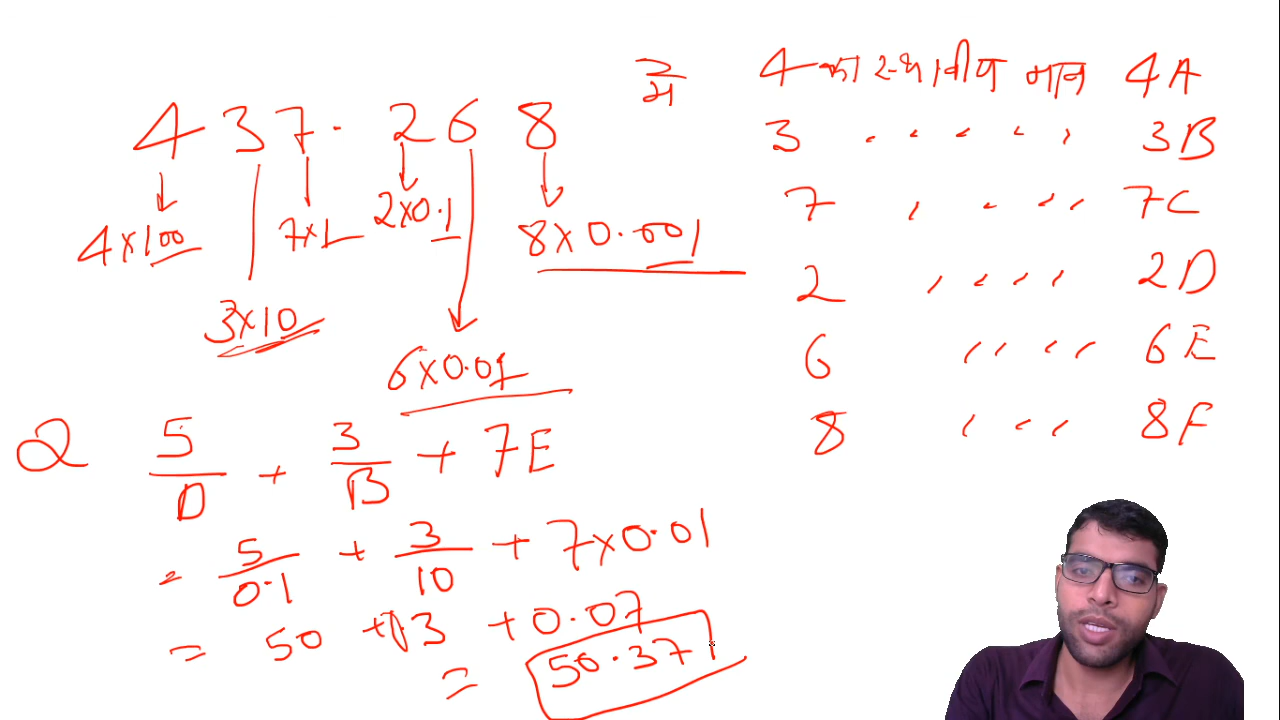 437.268
में
4×100
3×10
7×1
2×0.1
6×0.01
8×0.001
4 का स्थानीय मान 4A
3 " " " " 3B
7 " " " " 7C
2 " " " " 2D
6 " " " " 6E
8 " " " 8F
Q 5/D + 3/B + 7E
= 5/0.1 + 3/10 + 7×0.01
= 50 + 0.3 + 0.07
= 50.37